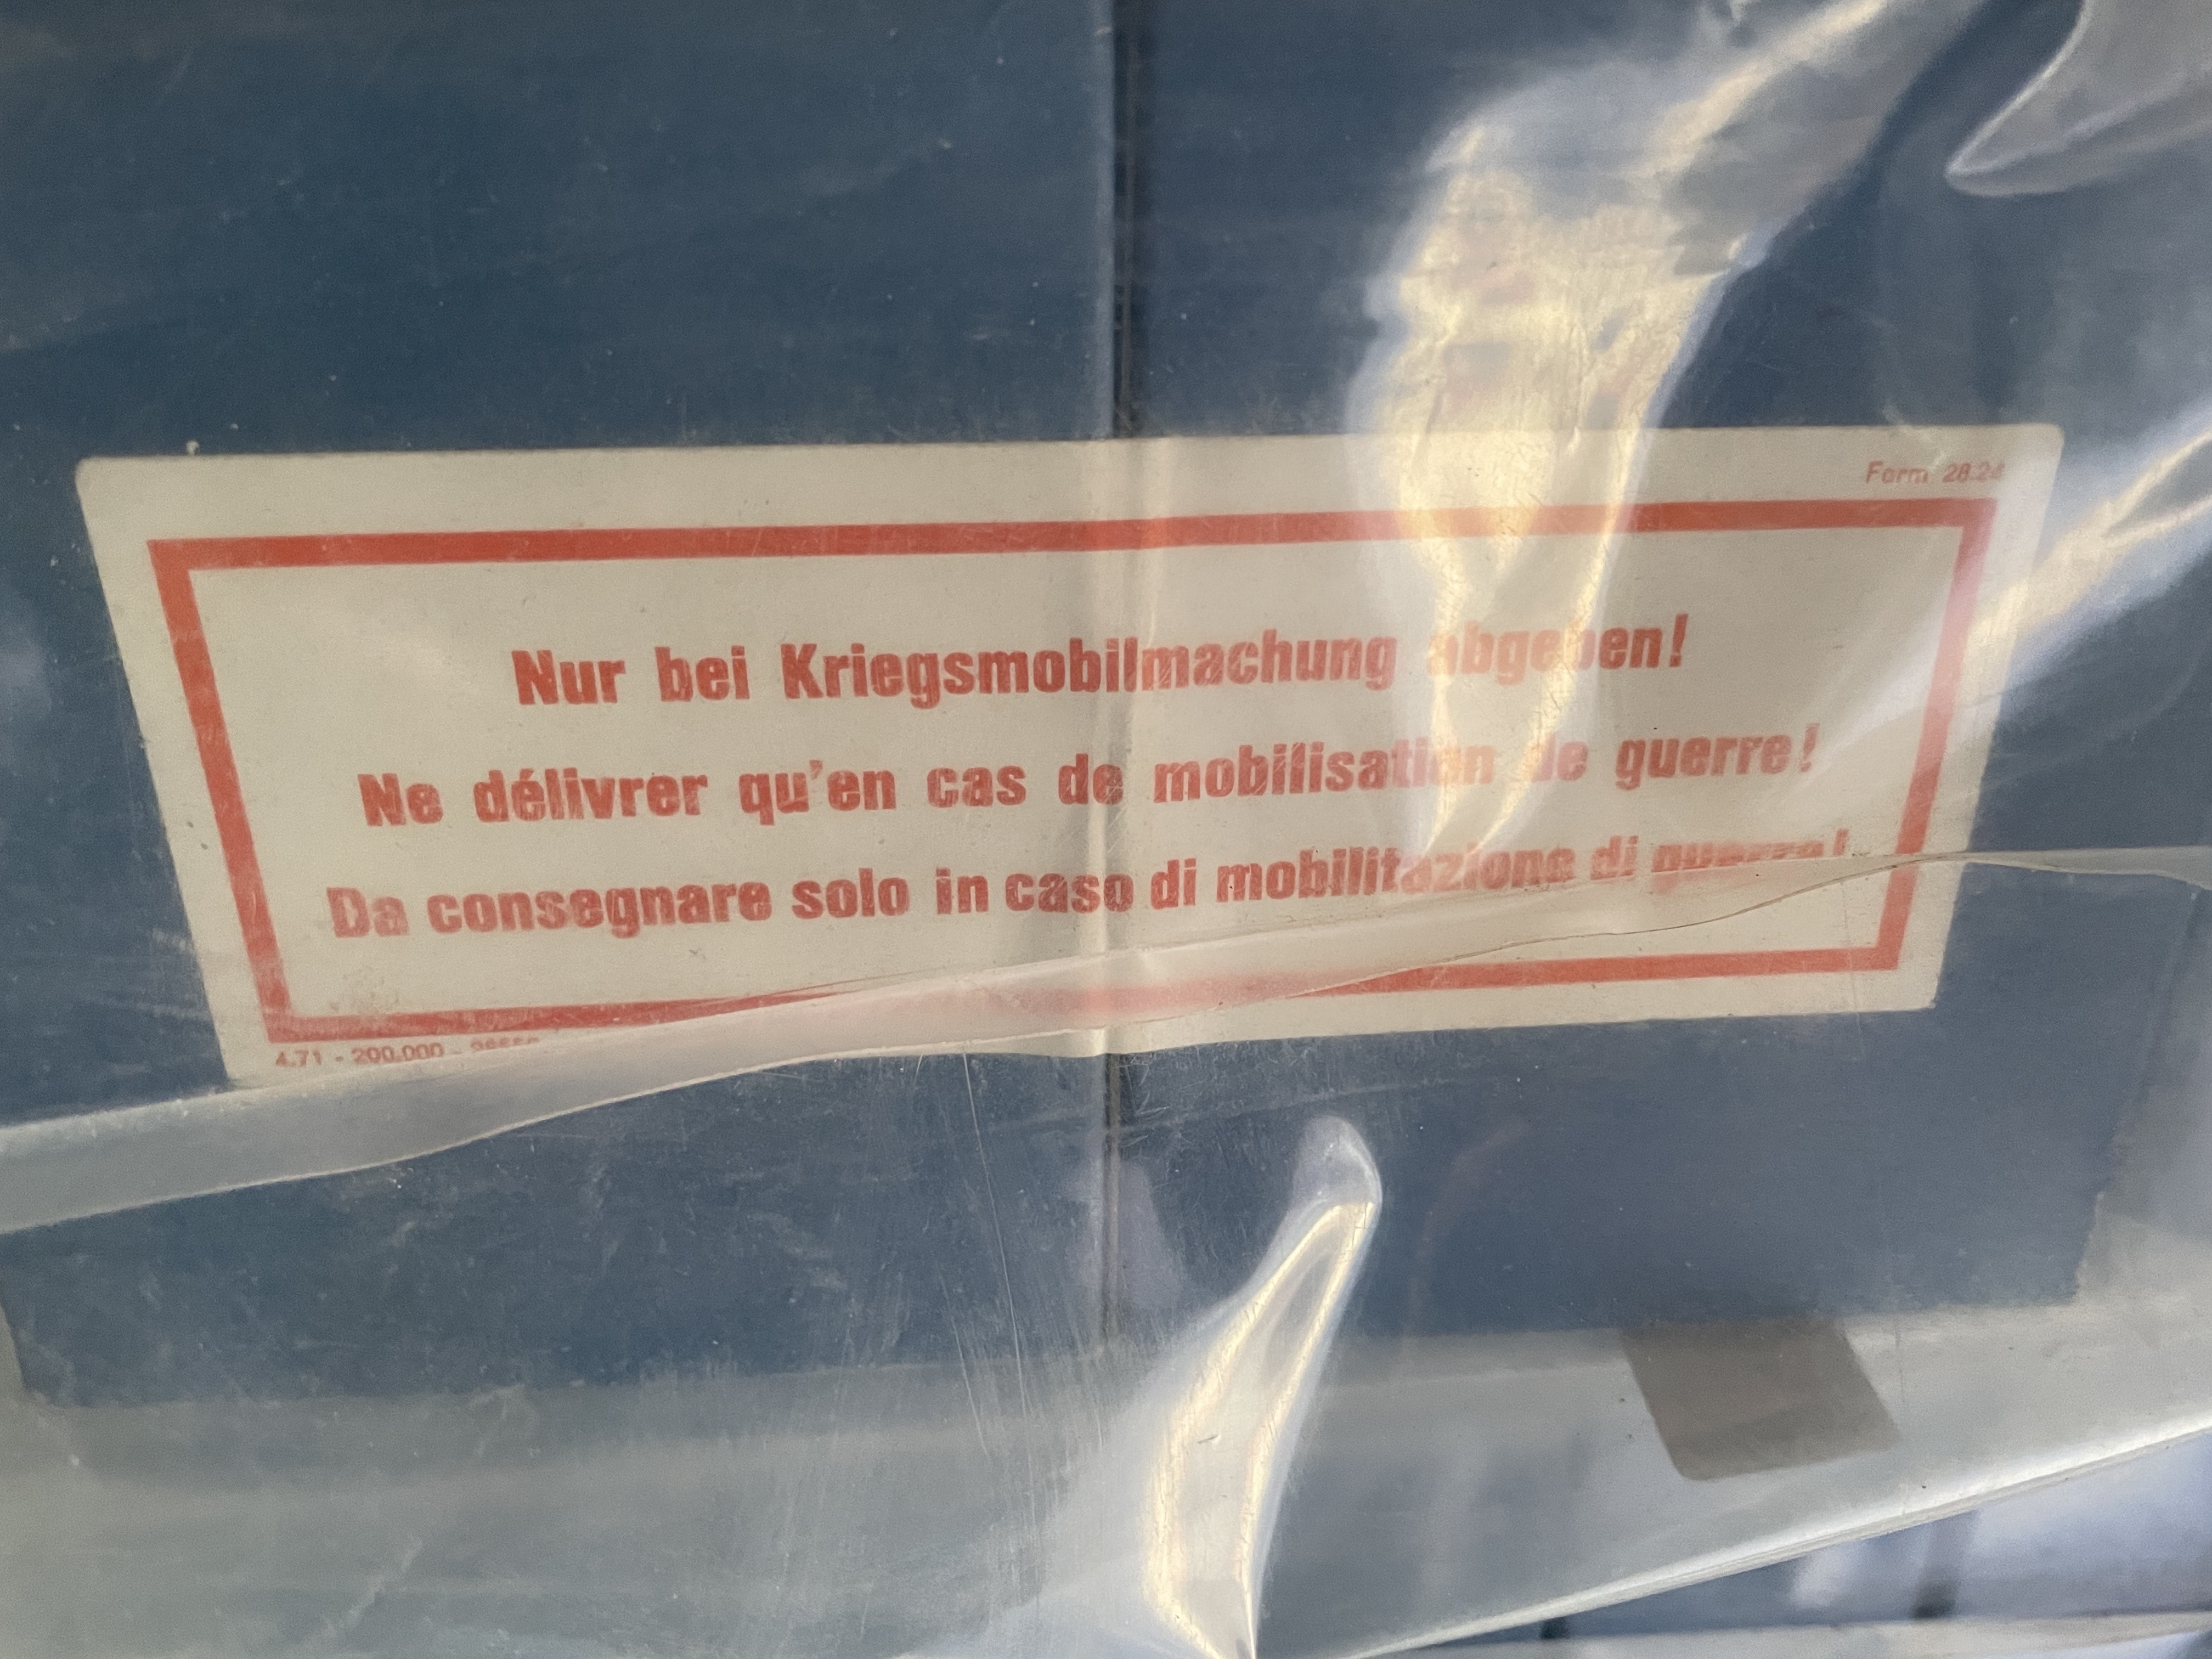 Form 28.24
Nur bei Kriegsmobilmachung abgeben!
Ne délivrer qu'en cas de mobilisation de guerre!
Da consegnare solo in caso di mobilitazione di guerra!
4.71 - 200.000 -